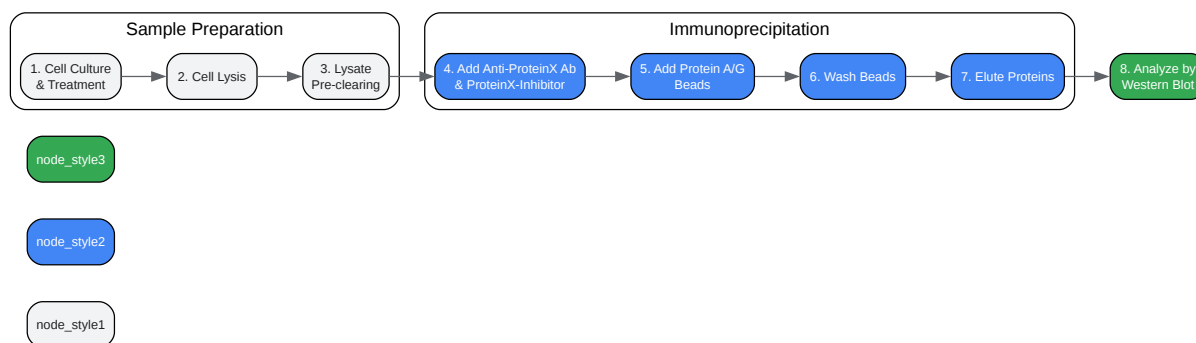 Sample Preparation
Immunoprecipitation
1. Cell Culture
& Treatment
2. Cell Lysis
3. Lysate
Pre-clearing
4. Add Anti-ProteinX Ab
& ProteinX-Inhibitor
5. Add Protein A/G
Beads
6. Wash Beads
7. Elute Proteins
8. Analyze by
Western Blot
node_style3
node_style2
node_style1